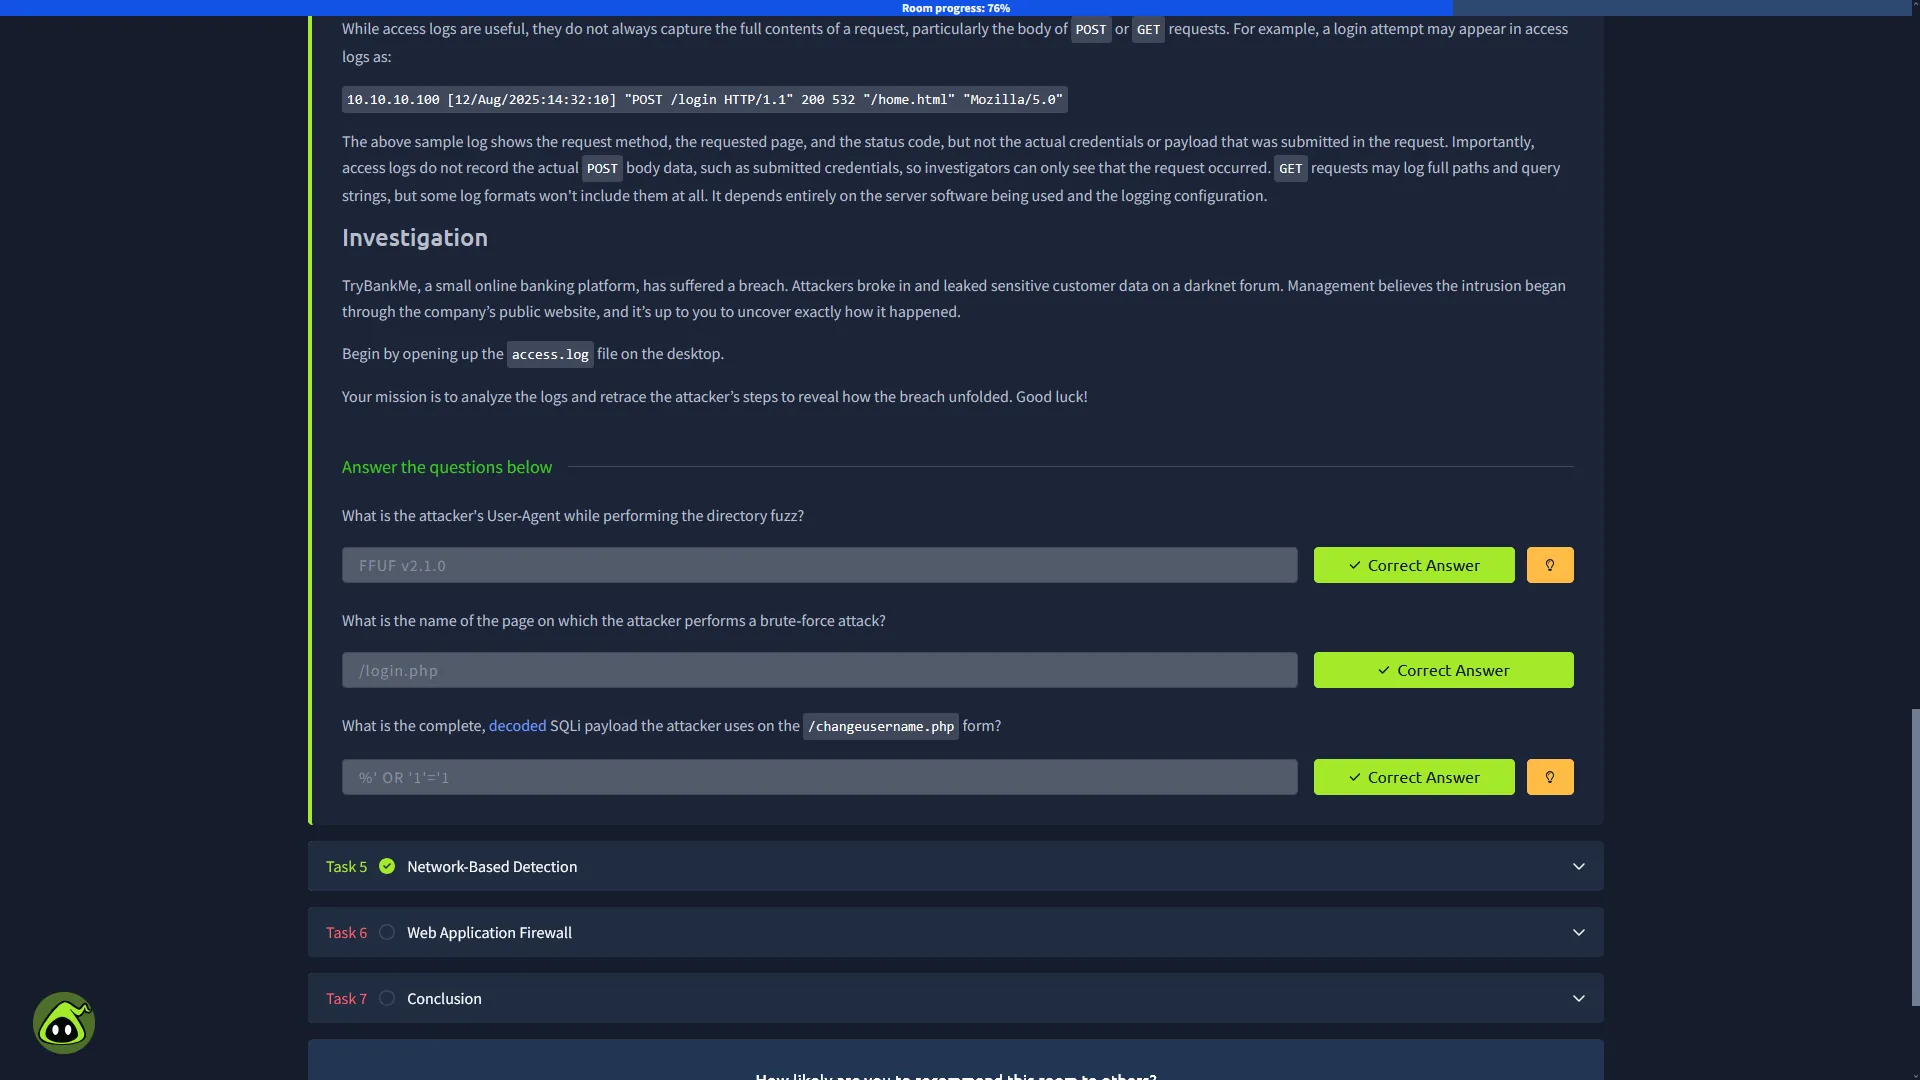 Room progress: 76%
While access logs are useful, they do not always capture the full contents of a request, particularly the body of POST or GET requests. For example, a login attempt may appear in access
logs as:
10.10.10.100 [12/Aug/2025:14:32:10] "POST /login HTTP/1.1" 200 532 "/home.html" "Mozilla/5.0"
The above sample log shows the request method, the requested page, and the status code, but not the actual credentials or payload that was submitted in the request. Importantly,
access logs do not record the actual POST body data, such as submitted credentials, so investigators can only see that the request occurred. GET requests may log full paths and query
strings, but some log formats won't include them at all. It depends entirely on the server software being used and the logging configuration.
Investigation
TryBankMe, a small online banking platform, has suffered a breach. Attackers broke in and leaked sensitive customer data on a darknet forum. Management believes the intrusion began
through the company’s public website, and it’s up to you to uncover exactly how it happened.
Begin by opening up the access.log file on the desktop.
Your mission is to analyze the logs and retrace the attacker’s steps to reveal how the breach unfolded. Good luck!
Answer the questions below
What is the attacker's User-Agent while performing the directory fuzz?
FFUF v2.1.0
Correct Answer
What is the name of the page on which the attacker performs a brute-force attack?
/login.php
Correct Answer
What is the complete, decoded SQLi payload the attacker uses on the /changeusername.php form?
%' OR '1'='1
Correct Answer
Task 5 Network-Based Detection
Task 6 Web Application Firewall
Task 7 Conclusion
How likely are you to recommend this room to others?